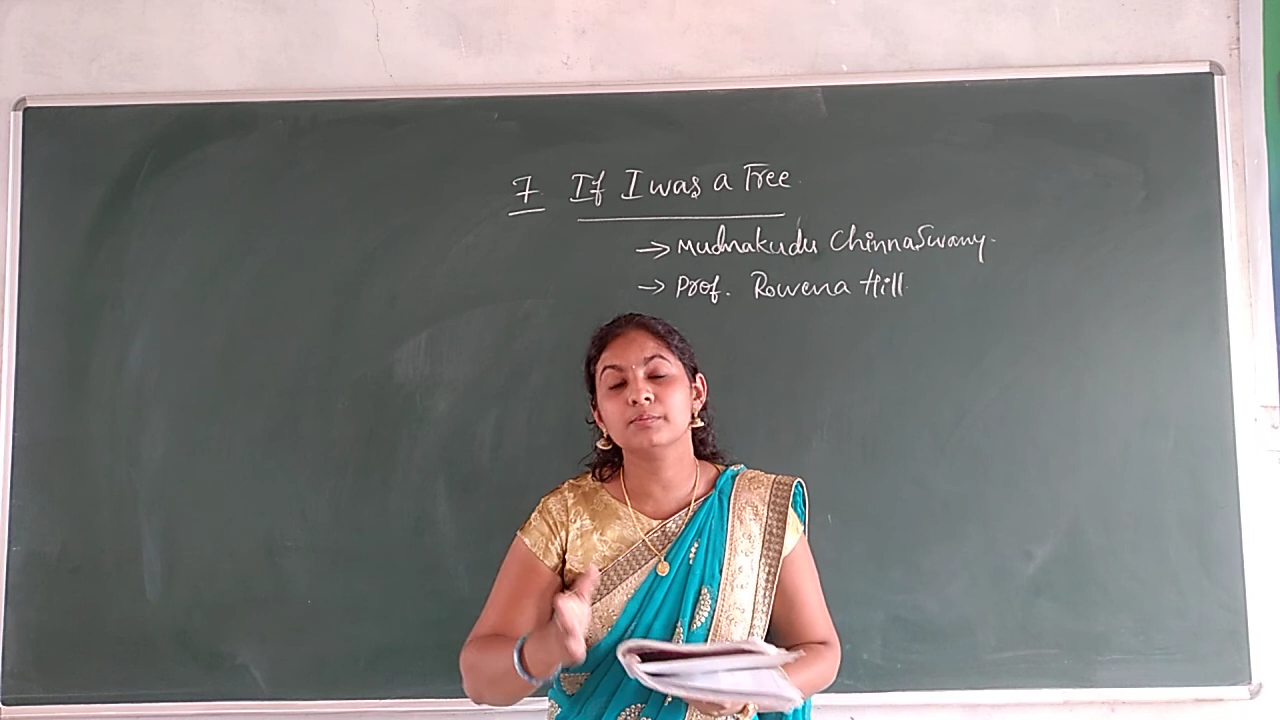 7 If I was a Tree
→ Mudnakudu ChinnaSwamy.
→ Prof. Rowena Hill